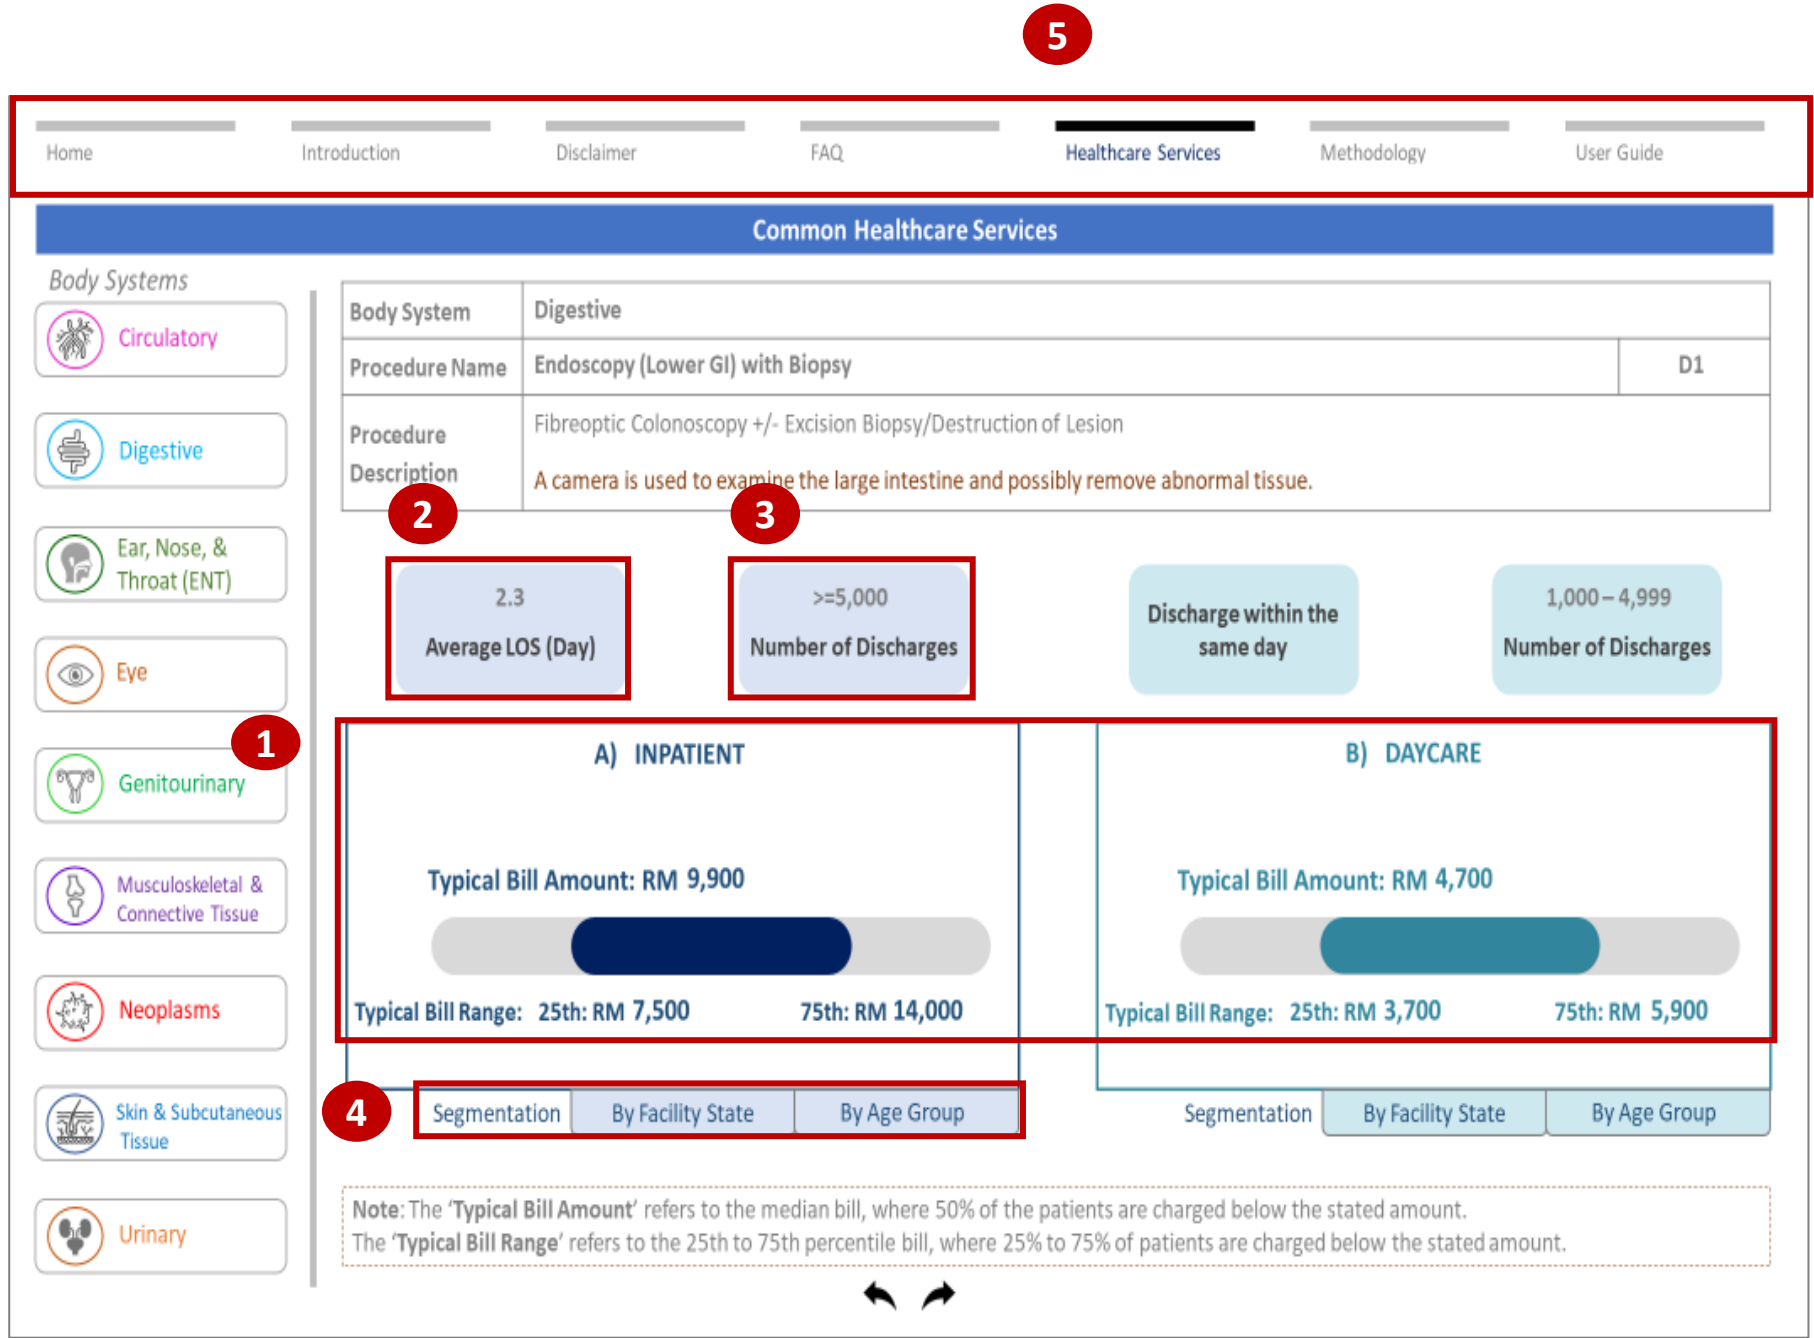 5
Home
Introduction
Disclaimer
FAQ
Healthcare Services
Methodology
User Guide
Common Healthcare Services
Body Systems
Circulatory
Digestive
Ear, Nose, &
Throat (ENT)
Eye
1
Genitourinary
Musculoskeletal &
Connective Tissue
Neoplasms
Skin & Subcutaneous
Tissue
Urinary
Body System
Digestive
Procedure Name
Endoscopy (Lower GI) with Biopsy
D1
Procedure
Description
Fibreoptic Colonoscopy +/- Excision Biopsy/Destruction of Lesion
A camera is used to examine the large intestine and possibly remove abnormal tissue.
2
3
2.3
Average LOS (Day)
>=5,000
Number of Discharges
Discharge within the
same day
1,000 – 4,999
Number of Discharges
A) INPATIENT
Typical Bill Amount: RM 9,900
Typical Bill Range: 25th: RM 7,500 75th: RM 14,000
B) DAYCARE
Typical Bill Amount: RM 4,700
Typical Bill Range: 25th: RM 3,700 75th: RM 5,900
4
Segmentation
By Facility State
By Age Group
Segmentation
By Facility State
By Age Group
Note: The ‘Typical Bill Amount’ refers to the median bill, where 50% of the patients are charged below the stated amount.
The ‘Typical Bill Range’ refers to the 25th to 75th percentile bill, where 25% to 75% of patients are charged below the stated amount.